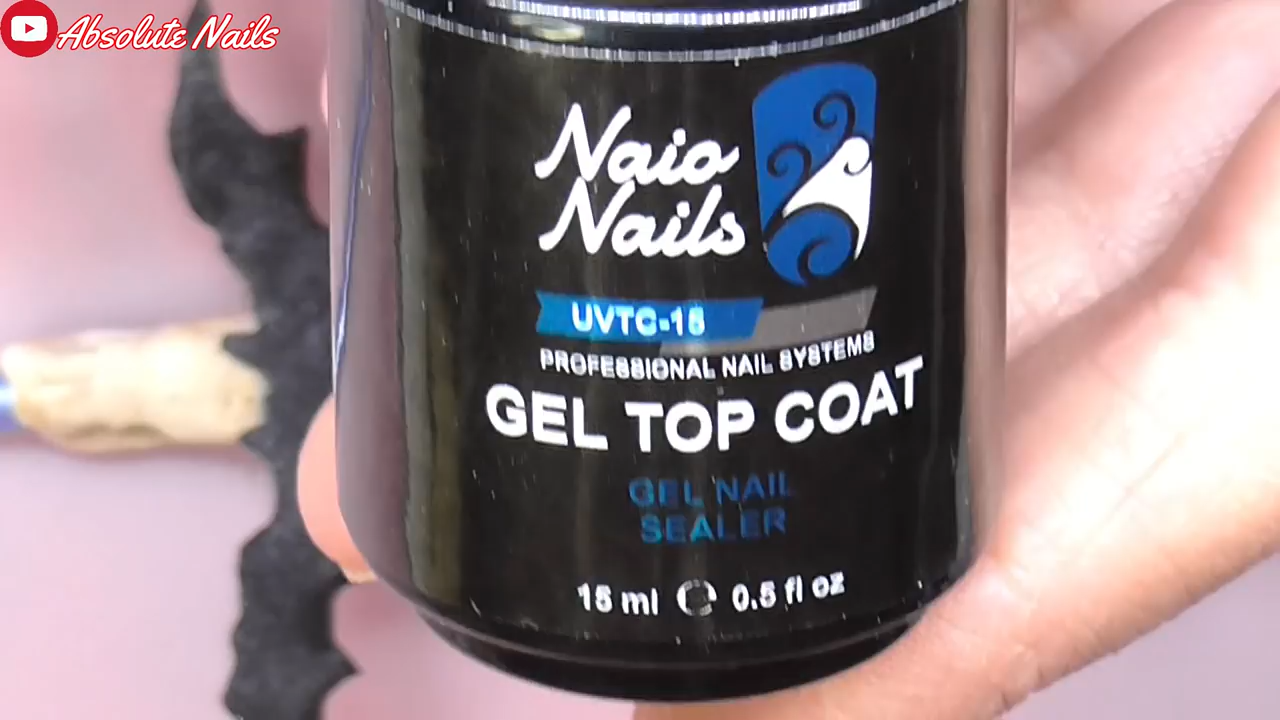 Absolute Nails
Naio
Nails
UVTC-15
PROFESSIONAL NAIL SYSTEMS
GEL TOP COAT
GEL NAIL
SEALER
15 ml 0.5 fl oz